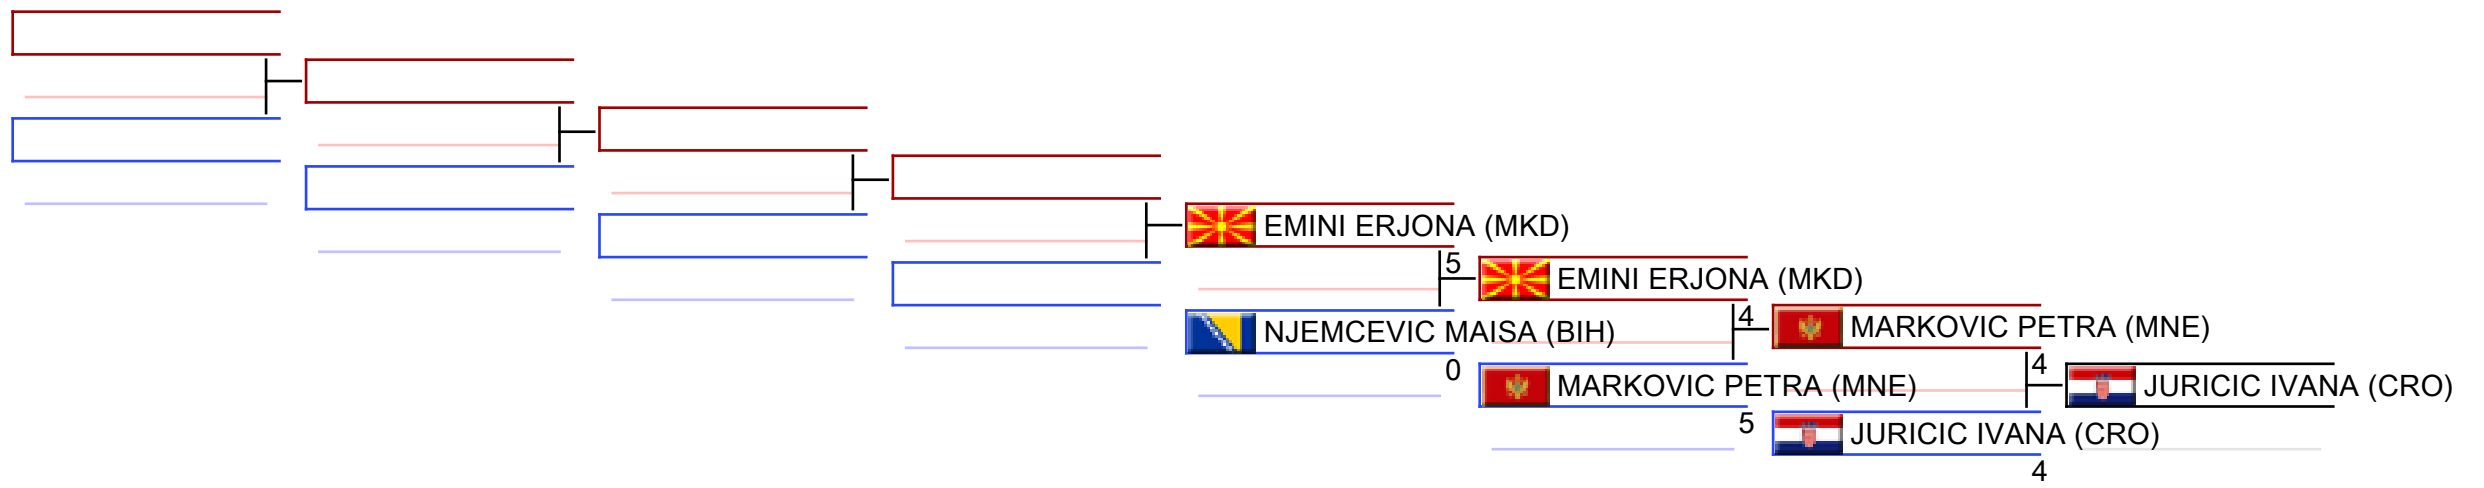 EMINI ERJONA (MKD)
5
NJEMCEVIC MAISA (BIH)
0
EMINI ERJONA (MKD)
4
MARKOVIC PETRA (MNE)
5
MARKOVIC PETRA (MNE)
4
JURICIC IVANA (CRO)
4
JURICIC IVANA (CRO)